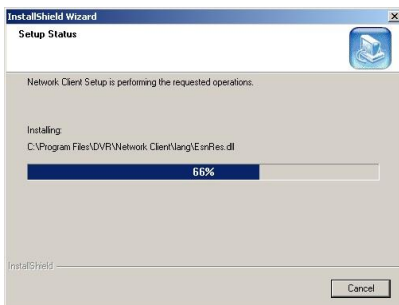 InstallShield Wizard
Setup Status
Network Client Setup is performing the requested operations.
Installing:
C:\Program Files\DVR\Network Client\lang\EsnRes.dll
66%
InstallShield
Cancel